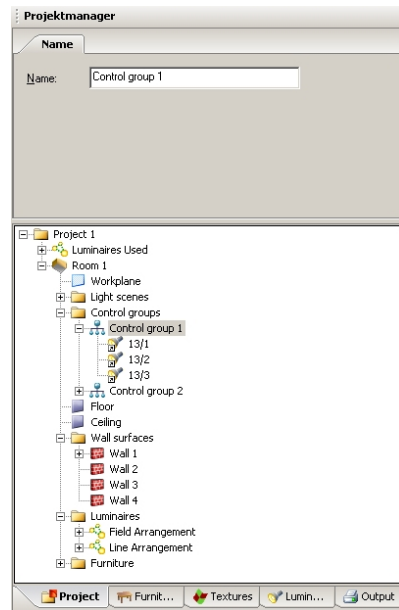 Projektmanager
Name
Name: Control group 1
Project 1
Luminaires Used
Room 1
Workplane
Light scenes
Control groups
Control group 1
13/1
13/2
13/3
Control group 2
Floor
Ceiling
Wall surfaces
Wall 1
Wall 2
Wall 3
Wall 4
Luminaires
Field Arrangement
Line Arrangement
Furniture
Project Furnit... Textures Lumin... Output